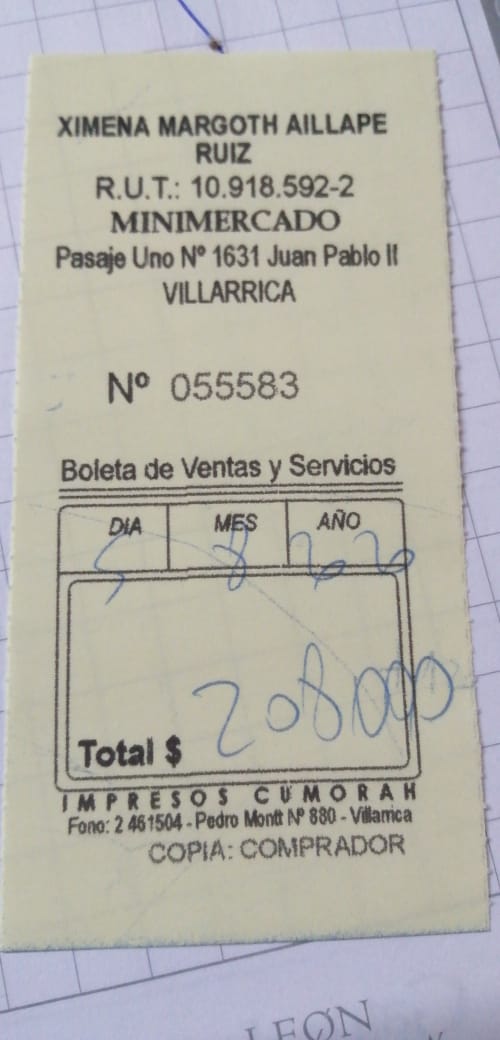 XIMENA MARGOTH AILLAPE
RUIZ
R.U.T.: 10.918.592-2
MINIMERCADO
Pasaje Uno Nº 1631 Juan Pablo II
VILLARRICA
Nº 055583
Boleta de Ventas y Servicios
DIA MES AÑO
5 8 22
Total $ 208000
IMPRESOS CUMORAH
Fono: 2 461504 - Pedro Montt Nº 880 - Villarrica
COPIA: COMPRADOR
LEØN